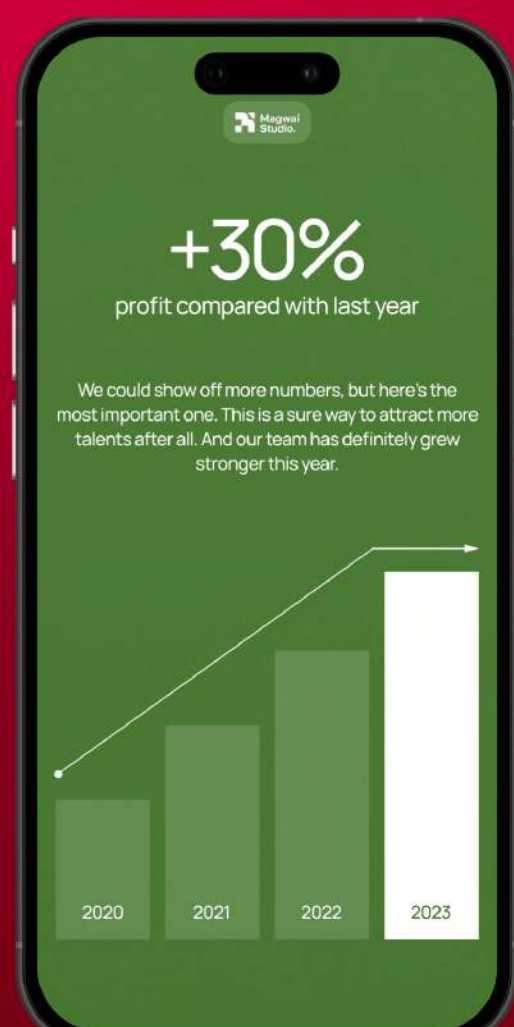 Magwai
Studio.
+30%
profit compared with last year
We could show off more numbers, but here's the
most important one. This is a sure way to attract more
talents after all. And our team has definitely grew
stronger this year.
2020
2021
2022
2023